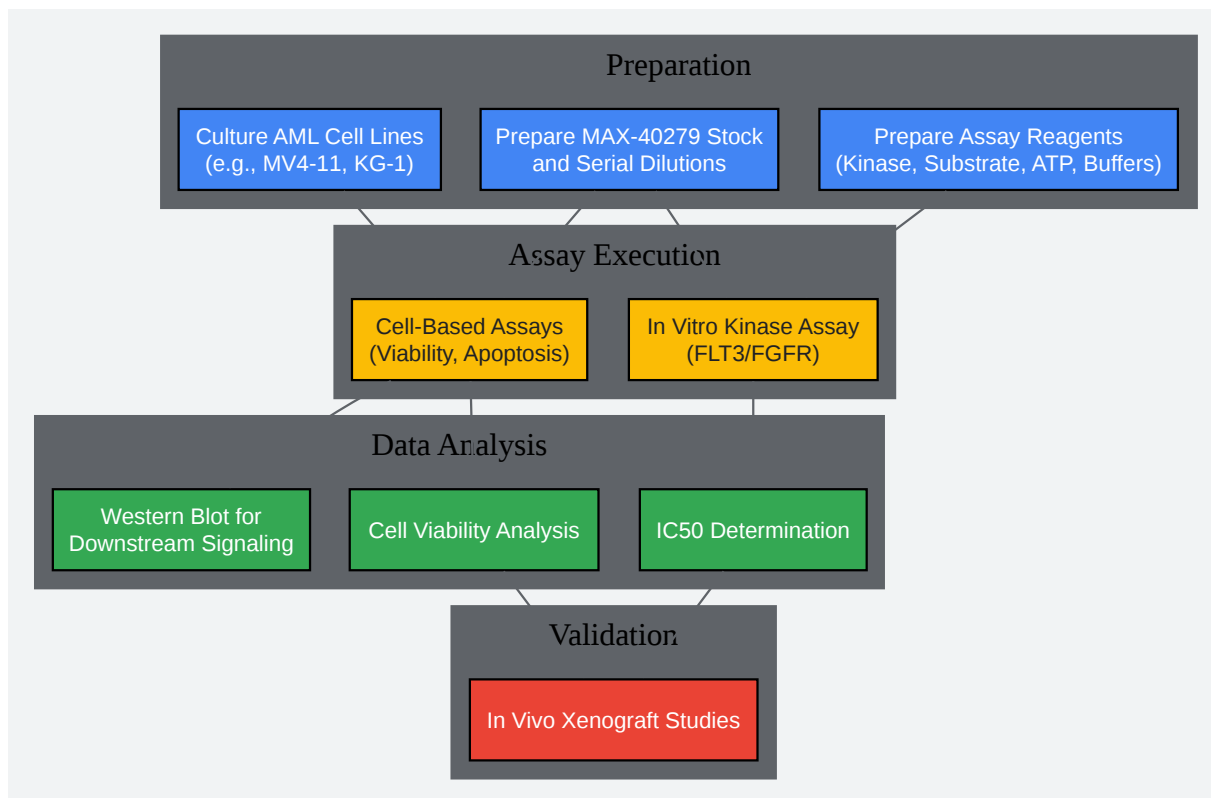 Preparation
Culture AML Cell Lines
(e.g., MV4-11, KG-1)
Prepare MAX-40279 Stock
and Serial Dilutions
Prepare Assay Reagents
(Kinase, Substrate, ATP, Buffers)
Assay Execution
Cell-Based Assays
(Viability, Apoptosis)
In Vitro Kinase Assay
(FLT3/FGFR)
Data Analysis
Western Blot for
Downstream Signaling
Cell Viability Analysis
IC50 Determination
Validation
In Vivo Xenograft Studies